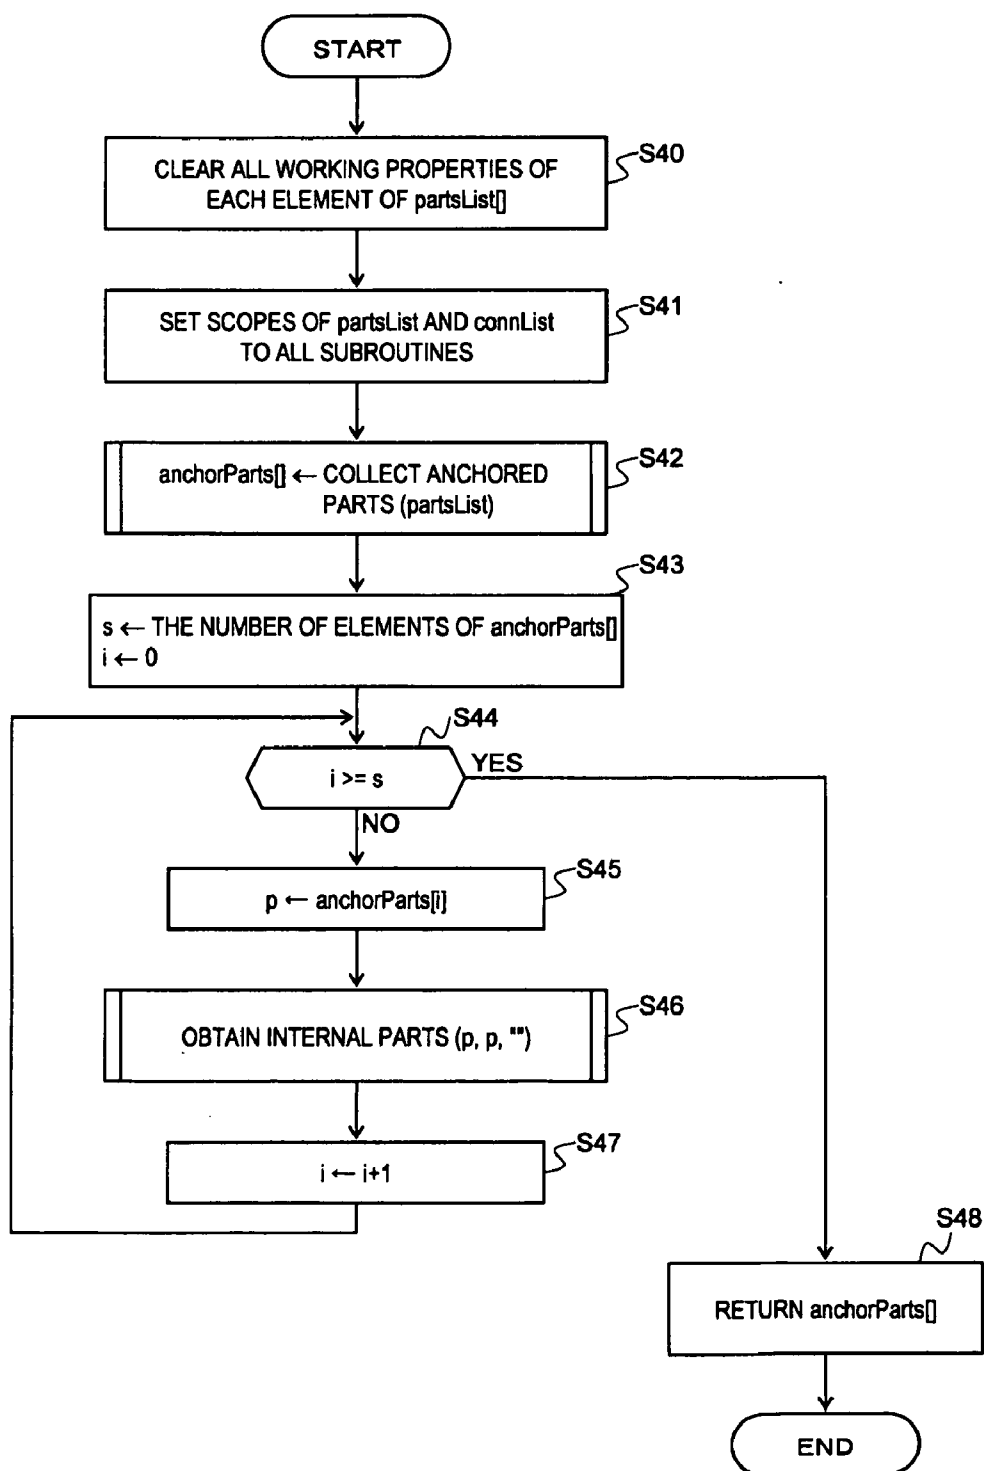 START
S40
CLEAR ALL WORKING PROPERTIES OF
EACH ELEMENT OF partsList[]
S41
SET SCOPES OF partsList AND connList
TO ALL SUBROUTINES
S42
anchorParts[] ← COLLECT ANCHORED
PARTS (partsList)
S43
s ← THE NUMBER OF ELEMENTS OF anchorParts[]
i ← 0
S44
i >= s
YES
NO
S45
p ← anchorParts[i]
S46
OBTAIN INTERNAL PARTS (p, p, "")
S47
i ← i+1
S48
RETURN anchorParts[]
END